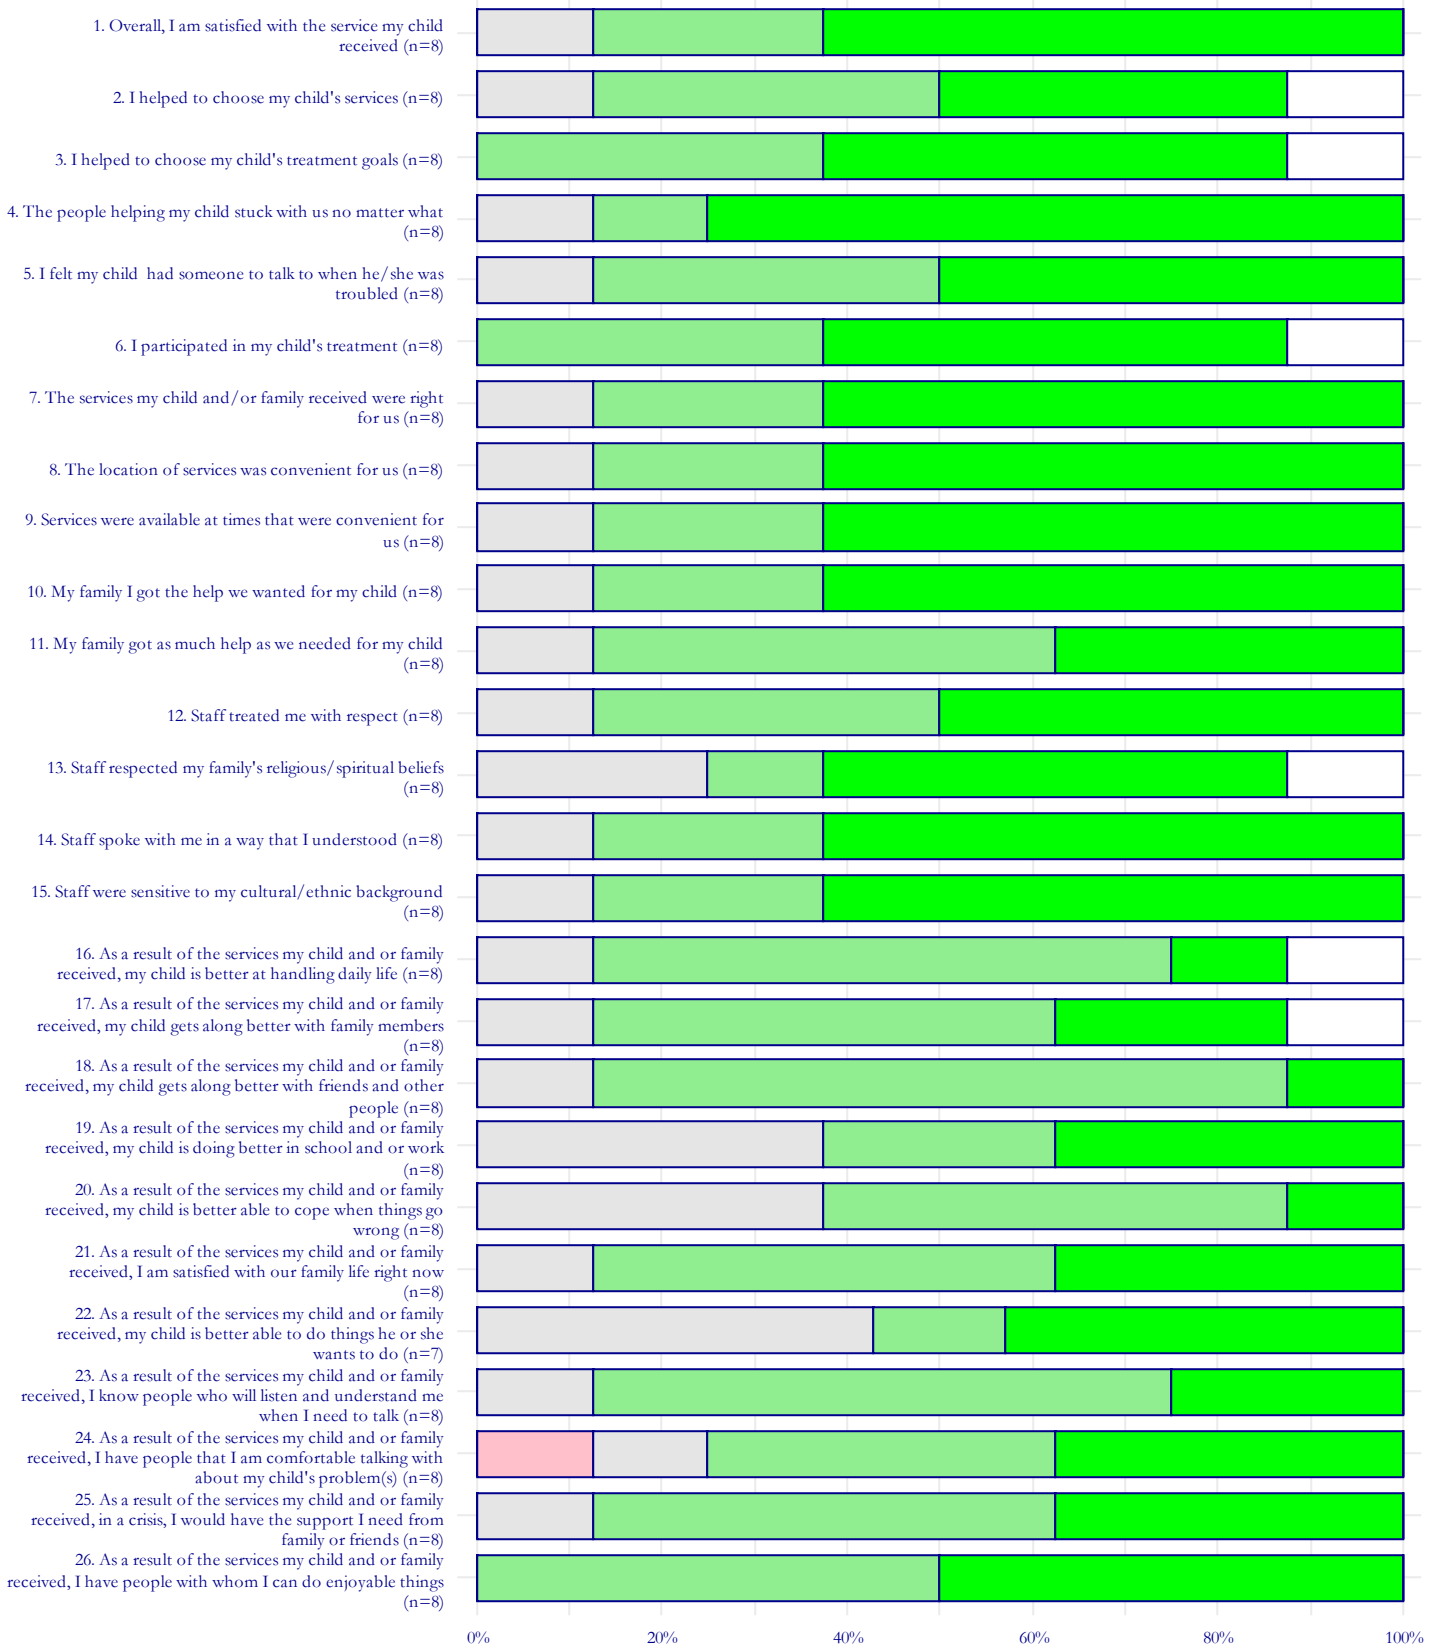 1. Overall, I am satisfied with the service my child
received (n=8)
2. I helped to choose my child's services (n=8)
3. I helped to choose my child's treatment goals (n=8)
4. The people helping my child stuck with us no matter what
(n=8)
5. I felt my child  had someone to talk to when he/she was
troubled (n=8)
6. I participated in my child's treatment (n=8)
7. The services my child and/or family received were right
for us (n=8)
8. The location of services was convenient for us (n=8)
9. Services were available at times that were convenient for
us (n=8)
10. My family I got the help we wanted for my child (n=8)
11. My family got as much help as we needed for my child
(n=8)
12. Staff treated me with respect (n=8)
13. Staff respected my family's religious/spiritual beliefs
(n=8)
14. Staff spoke with me in a way that I understood (n=8)
15. Staff were sensitive to my cultural/ethnic background
(n=8)
16. As a result of the services my child and or family
received, my child is better at handling daily life (n=8)
17. As a result of the services my child and or family
received, my child gets along better with family members
(n=8)
18. As a result of the services my child and or family
received, my child gets along better with friends and other
people (n=8)
19. As a result of the services my child and or family
received, my child is doing better in school and or work
(n=8)
20. As a result of the services my child and or family
received, my child is better able to cope when things go
wrong (n=8)
21. As a result of the services my child and or family
received, I am satisfied with our family life right now
(n=8)
22. As a result of the services my child and or family
received, my child is better able to do things he or she
wants to do (n=7)
23. As a result of the services my child and or family
received, I know people who will listen and understand me
when I need to talk (n=8)
24. As a result of the services my child and or family
received, I have people that I am comfortable talking with
about my child's problem(s) (n=8)
25. As a result of the services my child and or family
received, in a crisis, I would have the support I need from
family or friends (n=8)
26. As a result of the services my child and or family
received, I have people with whom I can do enjoyable things
(n=8)
0% 20% 40% 60% 80% 100%